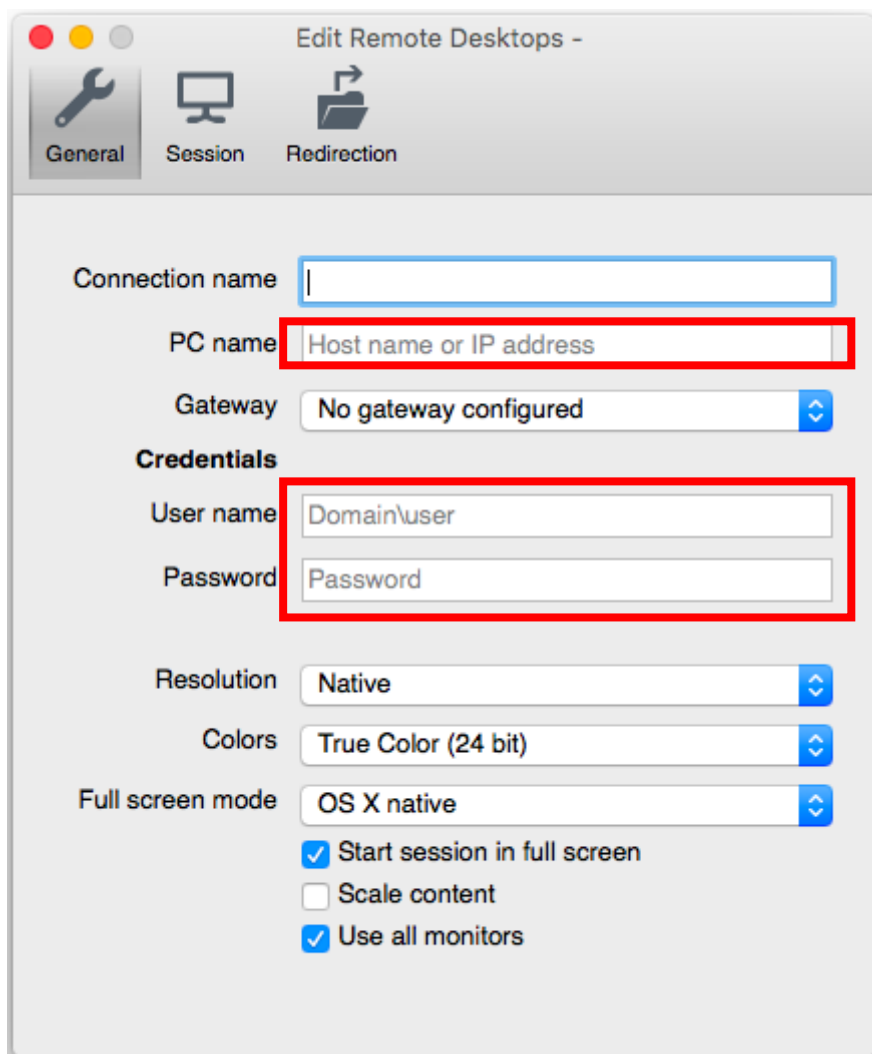 Edit Remote Desktops -
General Session Redirection
Connection name
PC name Host name or IP address
Gateway No gateway configured
Credentials
User name Domain\user
Password Password
Resolution Native
Colors True Color (24 bit)
Full screen mode OS X native
Start session in full screen
Scale content
Use all monitors